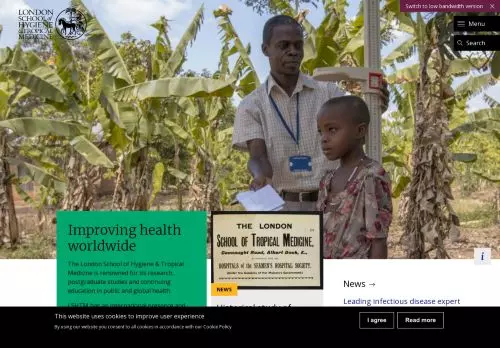 Switch to low bandwidth version
LONDON
SCHOOL of
HYGIENE
& TROPICAL
MEDICINE
Menu
Search
Improving health
worldwide
The London School of Hygiene & Tropical
Medicine is renowned for its research,
postgraduate studies and continuing
education in public and global health.
THE LONDON
SCHOOL OF TROPICAL MEDICINE,
Connaught Road, Albert Dock, E.,
HOSPITALS OF THE SEAMEN'S HOSPITAL SOCIETY.
NEWS
News →
Leading infectious disease expert
This website uses cookies to improve user experience
By using our website you consent to all cookies in accordance with our Cookie Policy
I agree
Read more